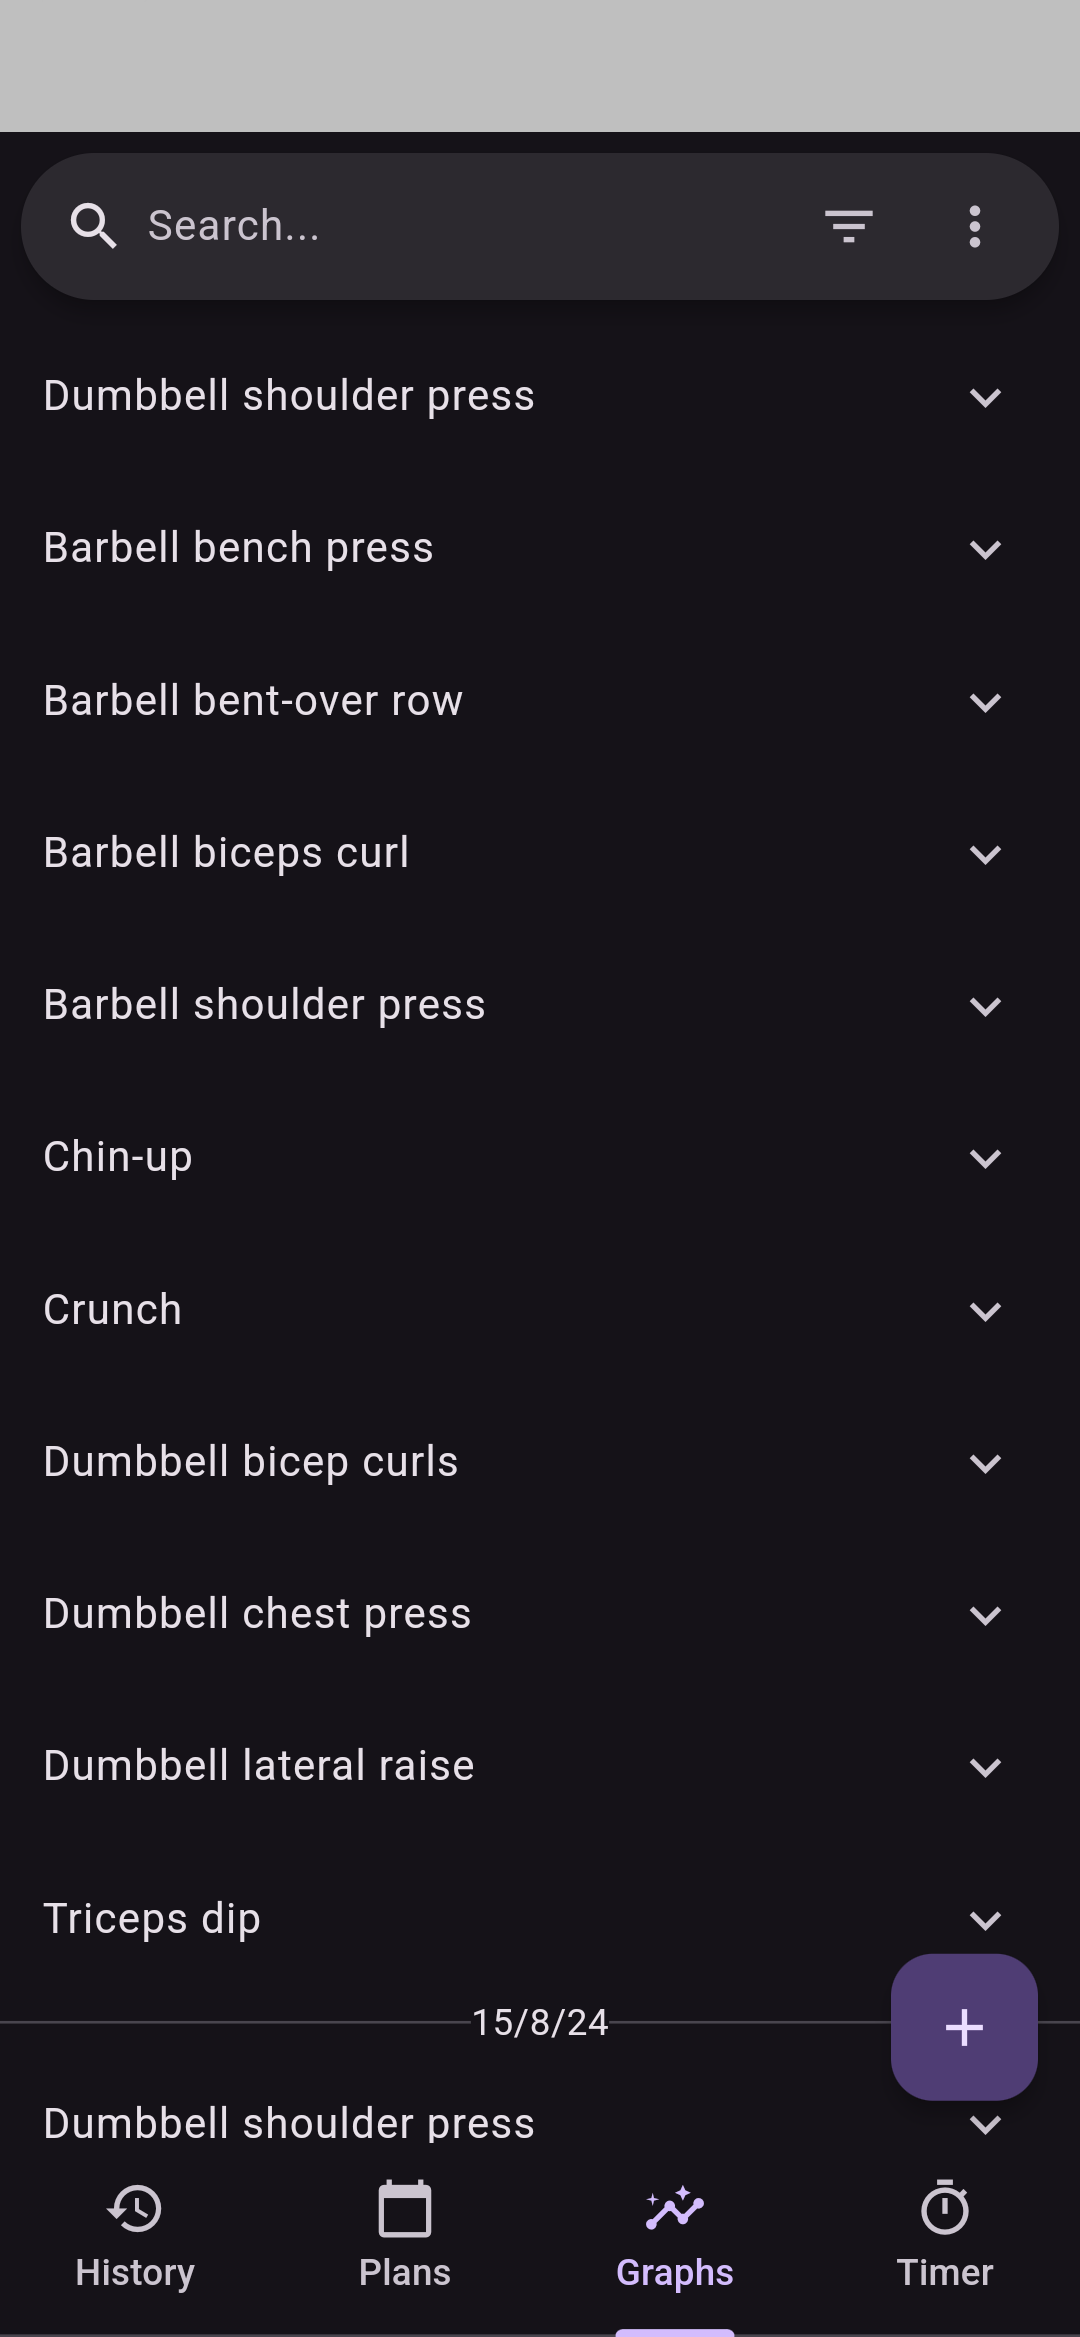 Search...
Dumbbell shoulder press
Barbell bench press
Barbell bent-over row
Barbell biceps curl
Barbell shoulder press
Chin-up
Crunch
Dumbbell bicep curls
Dumbbell chest press
Dumbbell lateral raise
Triceps dip
15/8/24
Dumbbell shoulder press
History
Plans
Graphs
Timer